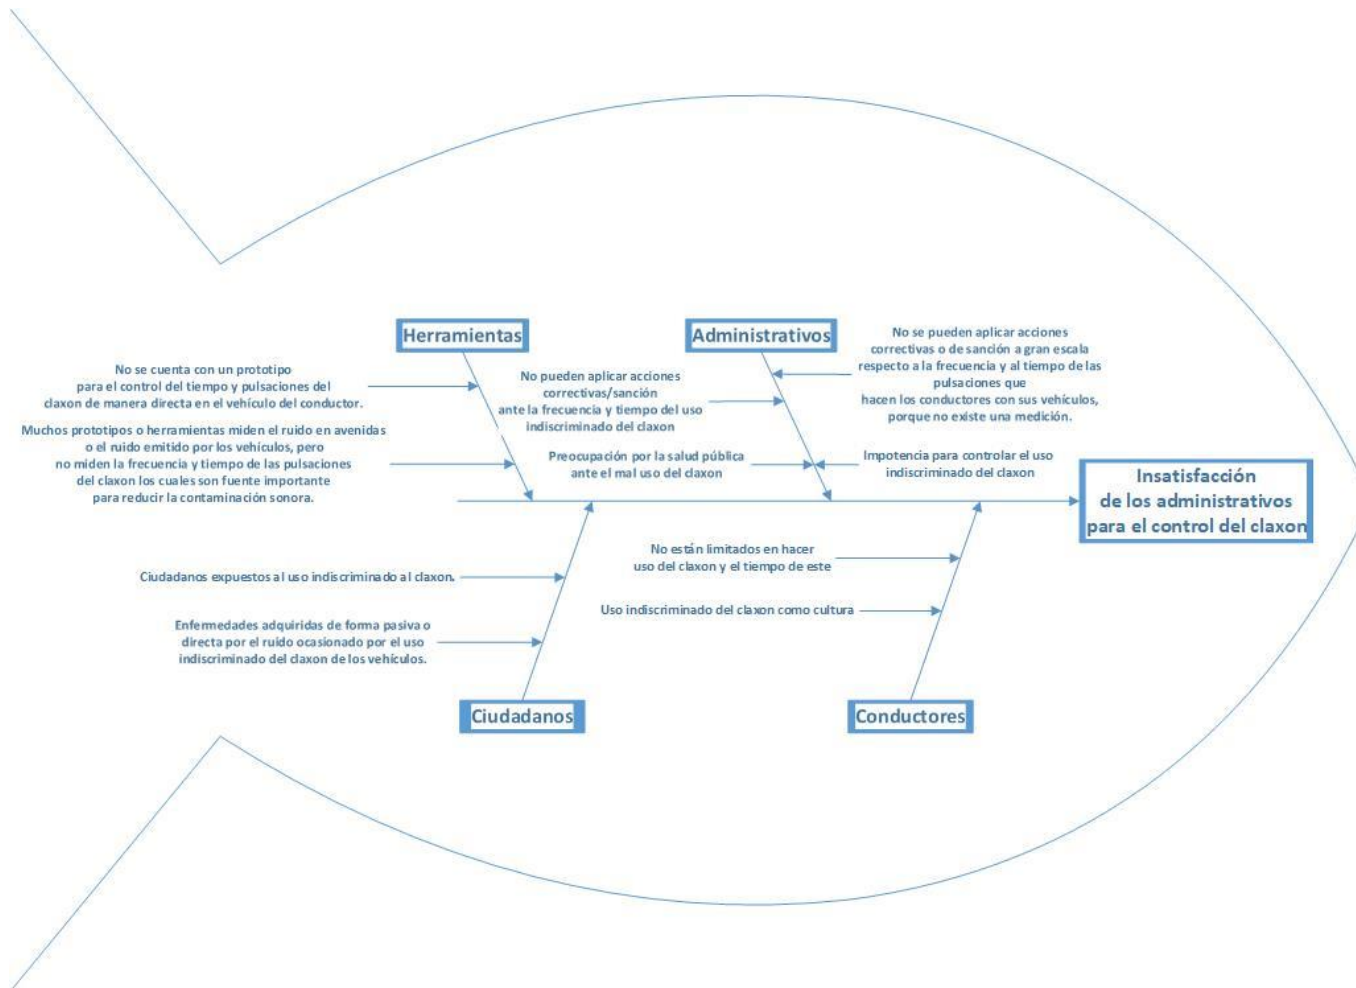 Herramientas
No se cuenta con un prototipo
para el control del tiempo y pulsaciones del
claxon de manera directa en el vehículo del conductor.
Muchos prototipos o herramientas miden el ruido en avenidas
o el ruido emitido por los vehículos, pero
no miden la frecuencia y tiempo de las pulsaciones
del claxon los cuales son fuente importante
para reducir la contaminación sonora.
Administrativos
No pueden aplicar acciones
correctivas/sanción
ante la frecuencia y tiempo del uso
indiscriminado del claxon
Preocupación por la salud pública
ante el mal uso del claxon
No se pueden aplicar acciones
correctivas o de sanción a gran escala
respecto a la frecuencia y al tiempo de las
pulsaciones que
hacen los conductores con sus vehículos,
porque no existe una medición.
Impotencia para controlar el uso
indiscriminado del claxon
Insatisfacción
de los administrativos
para el control del claxon
Ciudadanos expuestos al uso indiscriminado al claxon.
Enfermedades adquiridas de forma pasiva o
directa por el ruido ocasionado por el uso
indiscriminado del claxon de los vehículos.
Ciudadanos
No están limitados en hacer
uso del claxon y el tiempo de este
Uso indiscriminado del claxon como cultura
Conductores